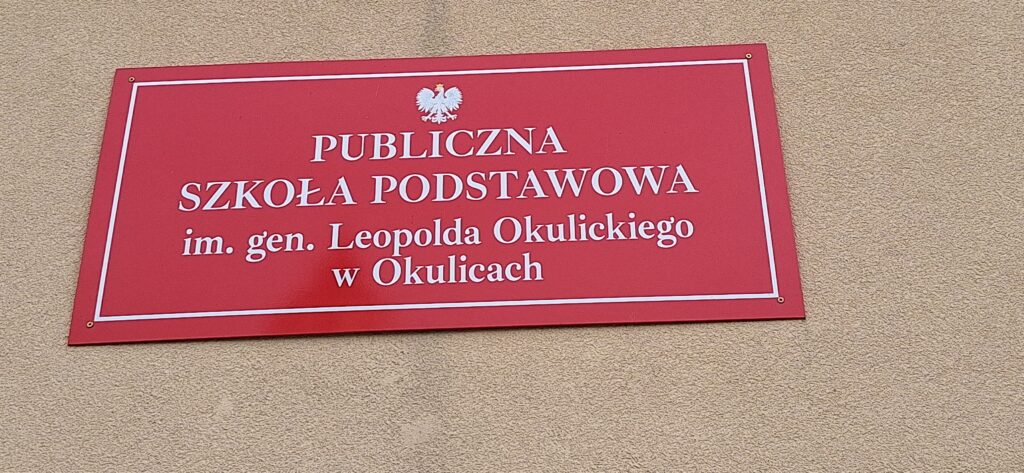 PUBLICZNA
SZKOŁA PODSTAWOWA
im. gen. Leopolda Okulickiego
w Okulicach